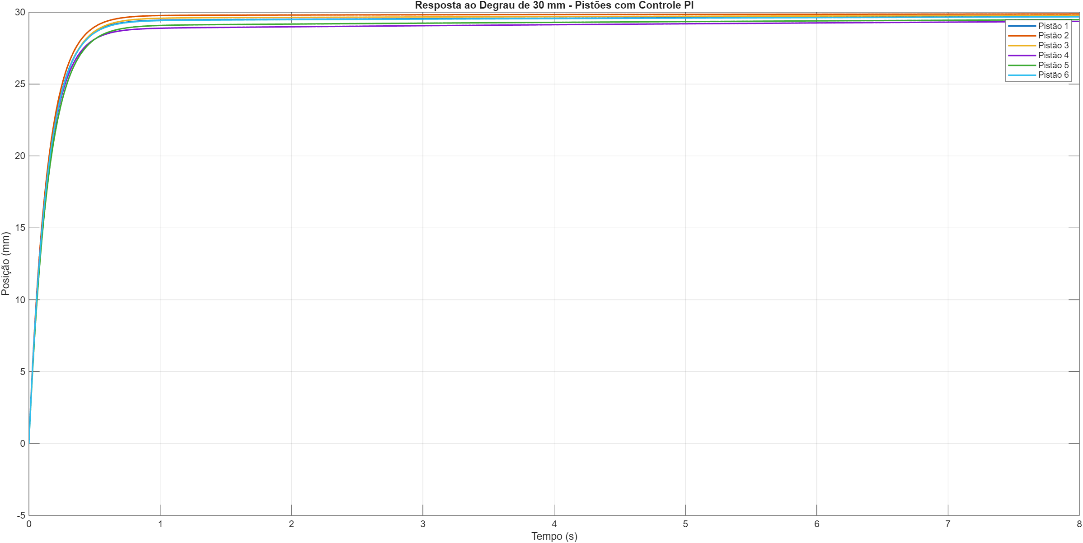 Resposta ao Degrau de 30 mm - Pistões com Controle PI
30
25
20
15
10
5
0
-5
Posição (mm)
0 1 2 3 4 5 6 7 8
Tempo (s)
Pistão 1
Pistão 2
Pistão 3
Pistão 4
Pistão 5
Pistão 6